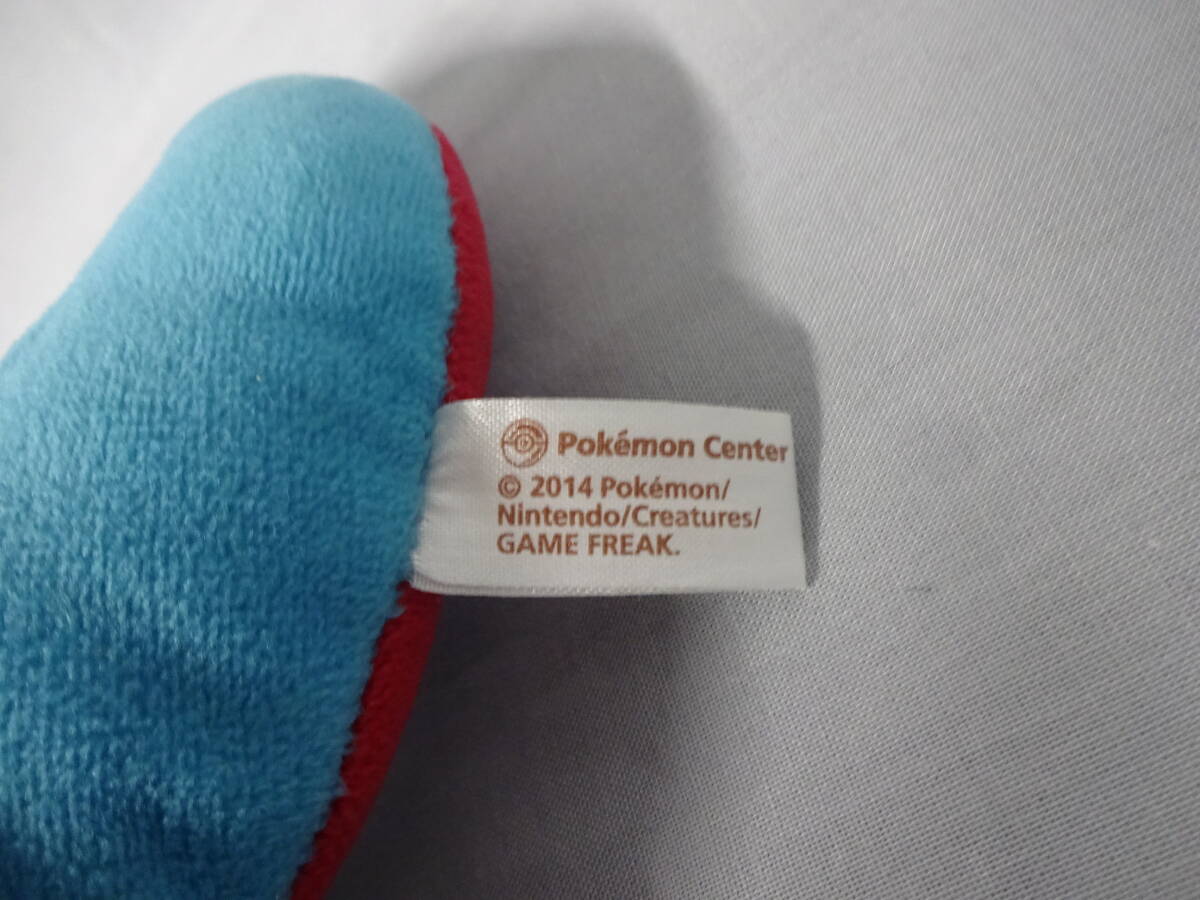 Pokémon Center
© 2014 Pokémon/
Nintendo/Creatures/
GAME FREAK.